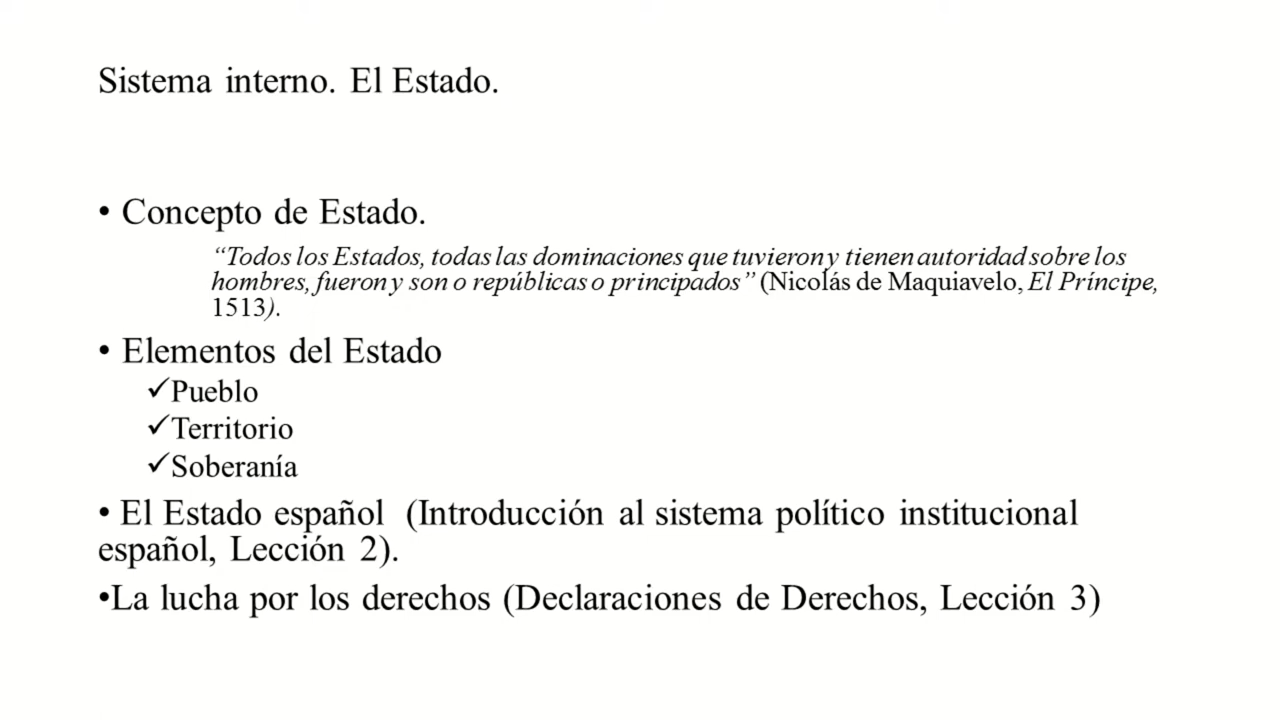 Sistema interno. El Estado.
• Concepto de Estado.
“Todos los Estados, todas las dominaciones que tuvieron y tienen autoridad sobre los
hombres, fueron y son o repúblicas o principados” (Nicolás de Maquiavelo, El Príncipe,
1513).
• Elementos del Estado
✓Pueblo
✓Territorio
✓Soberanía
• El Estado español (Introducción al sistema político institucional
español, Lección 2).
•La lucha por los derechos (Declaraciones de Derechos, Lección 3)